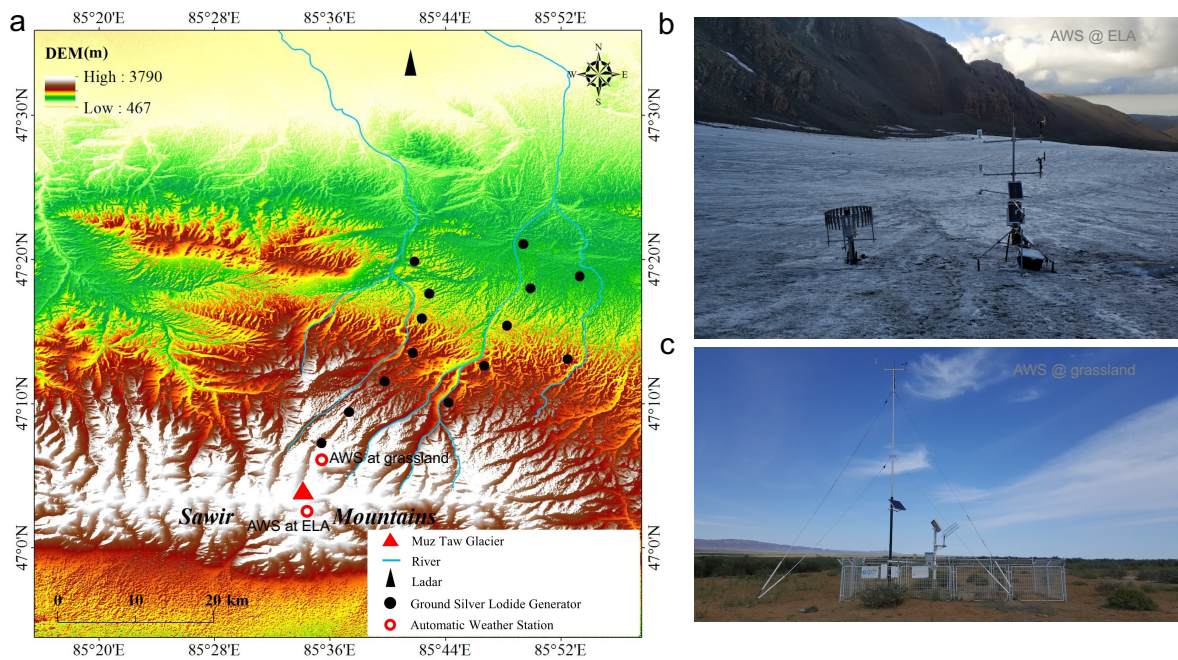 a
85°20'E 85°28'E 85°36'E 85°44'E 85°52'E
DEM(m)
High : 3790
Low : 467
N
W E
S
47°30'N 47°30'N
47°20'N 47°20'N
47°10'N 47°10'N
47°0'N 47°0'N
AWS at grassland
Sawir Mountains
AWS at ELA
Muz Taw Glacier
River
Ladar
Ground Silver Lodide Generator
Automatic Weather Station
0 10 20 km
85°20'E 85°28'E 85°36'E 85°44'E 85°52'E
b
AWS @ ELA
c
AWS @ grassland